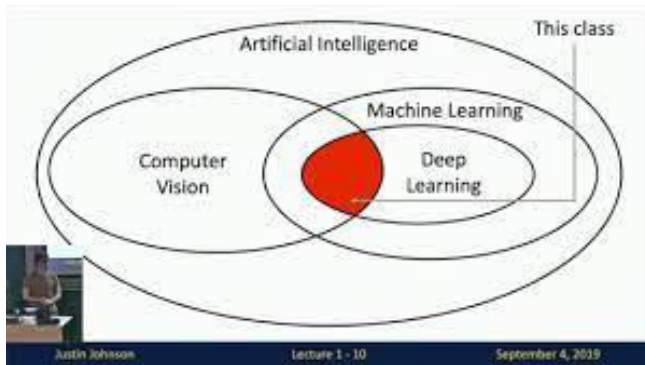 This class
Artificial Intelligence
Machine Learning
Computer
Vision
Deep
Learning
Justin Johnson
Lecture 1 - 10
September 4, 2019